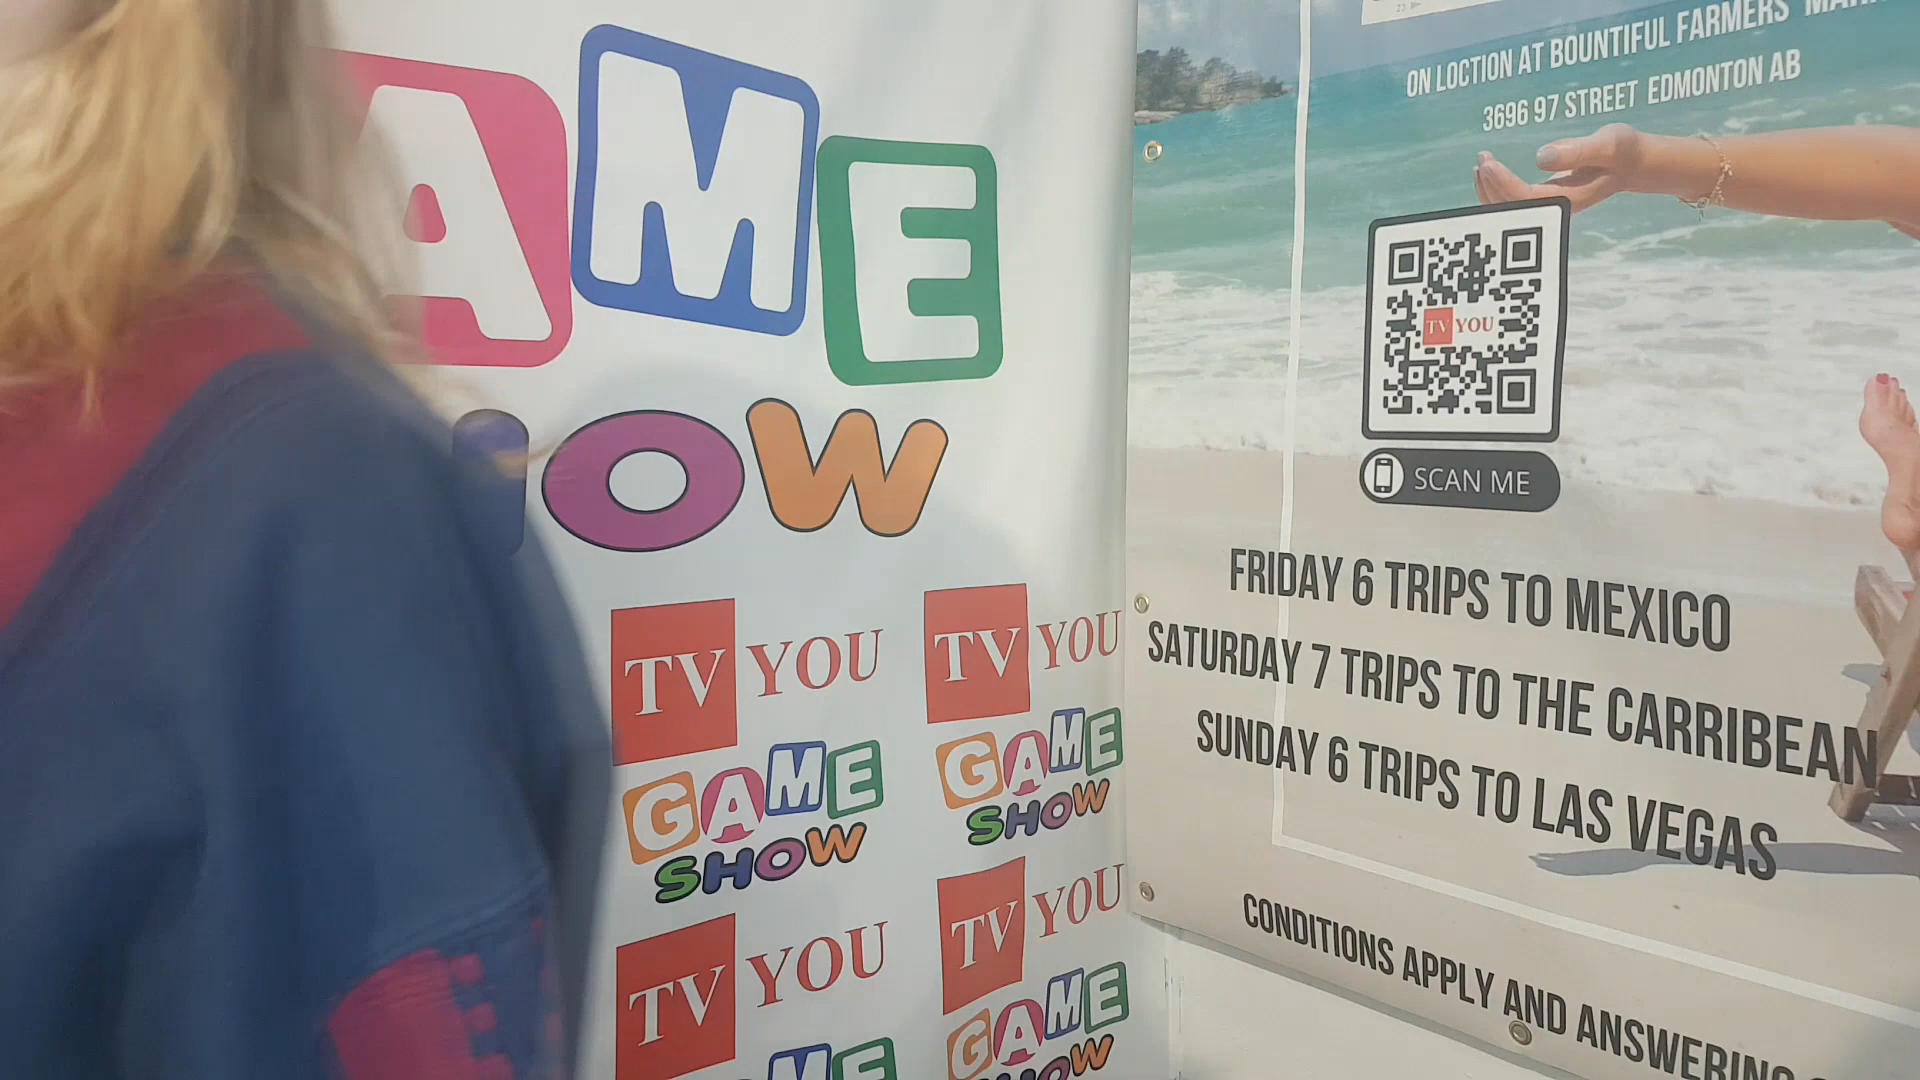 AME
OW
TV YOU
TV YOU
GAME
SHOW
GAME
SHOW
TV YOU
TV YOU
GAME
ON LOCTION AT BOUNTIFUL FARMERS'
3696 97 STREET EDMONTON AB
TV YOU
SCAN ME
FRIDAY 6 TRIPS TO MEXICO
SATURDAY 7 TRIPS TO THE CARRIBEAN
SUNDAY 6 TRIPS TO LAS VEGAS
CONDITIONS APPLY AND ANSWERING